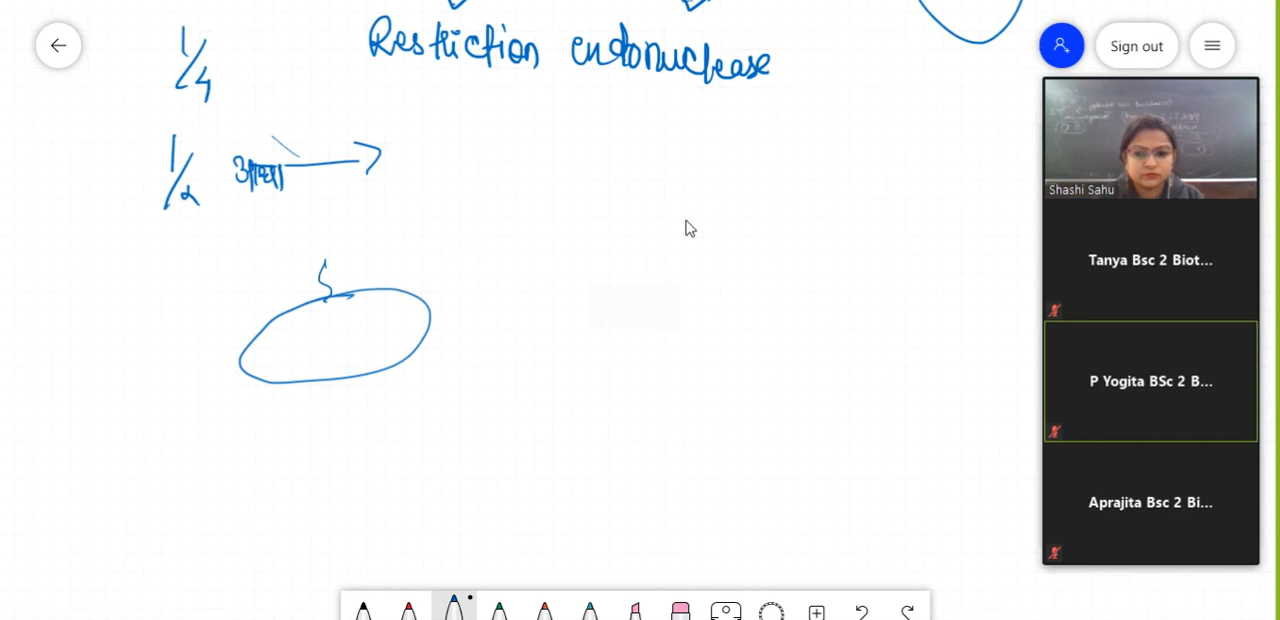 Restriction endonuclease
1/4
1/2 आधा
Sign out
Shashi Sahu
Tanya Bsc 2 Biot...
P Yogita BSc 2 B...
Aprajita Bsc 2 Bi...